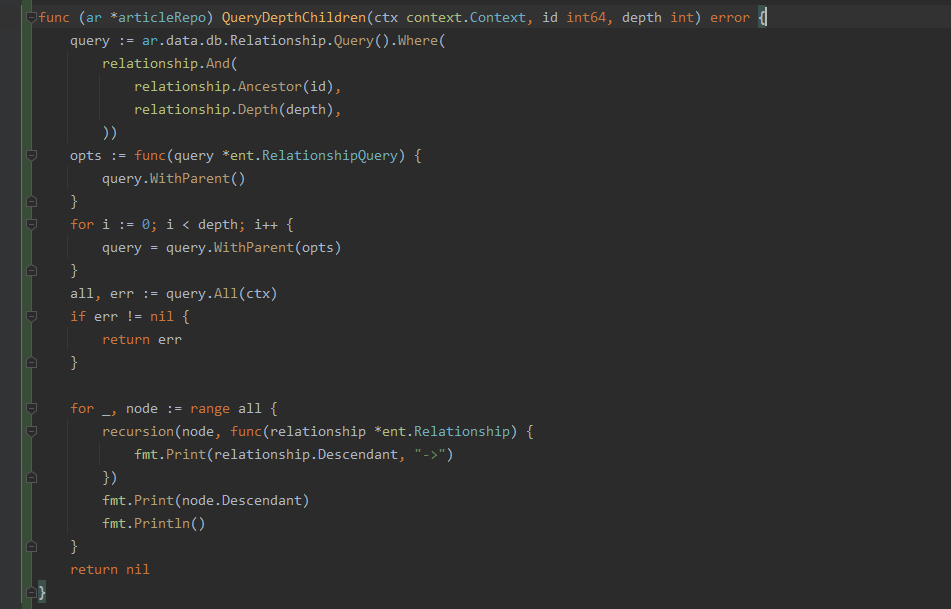 func (ar *articleRepo) QueryDepthChildren(ctx context.Context, id int64, depth int) error {
    query := ar.data.db.Relationship.Query().Where(
        relationship.And(
            relationship.Ancestor(id),
            relationship.Depth(depth),
        ))
    opts := func(query *ent.RelationshipQuery) {
        query.WithParent()
    }
    for i := 0; i < depth; i++ {
        query = query.WithParent(opts)
    }
    all, err := query.All(ctx)
    if err != nil {
        return err
    }

    for _, node := range all {
        recursion(node, func(relationship *ent.Relationship) {
            fmt.Print(relationship.Descendant, "->")
        })
        fmt.Print(node.Descendant)
        fmt.Println()
    }
    return nil
}